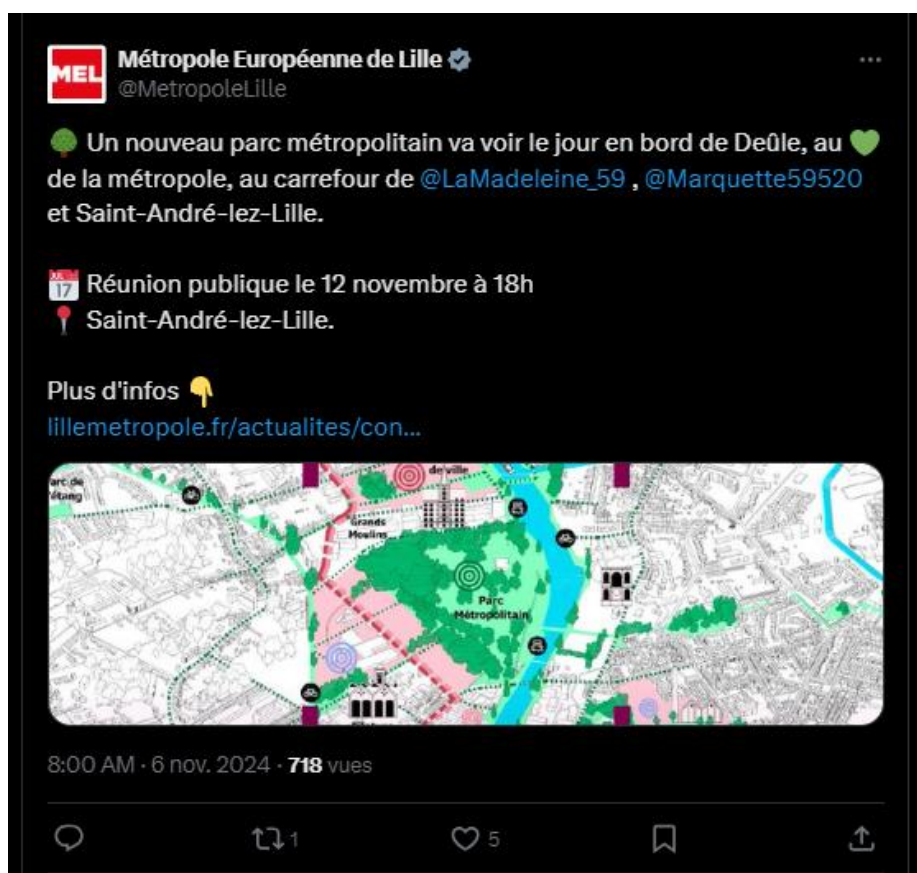 MEL
Métropole Européenne de Lille
@MetropoleLille
🌳 Un nouveau parc métropolitain va voir le jour en bord de Deûle, au 💚
de la métropole, au carrefour de @LaMadeleine_59 , @Marquette59520
et Saint-André-lez-Lille.
📅 Réunion publique le 12 novembre à 18h
📍 Saint-André-lez-Lille.
Plus d'infos 👇
lillemetropole.fr/actualites/con...
de ville
arc de
'étang
Grands
Moulins
Parc
Métropolitain
8:00 AM · 6 nov. 2024 · 718 vues
1
5